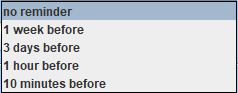 no reminder
1 week before
3 days before
1 hour before
10 minutes before